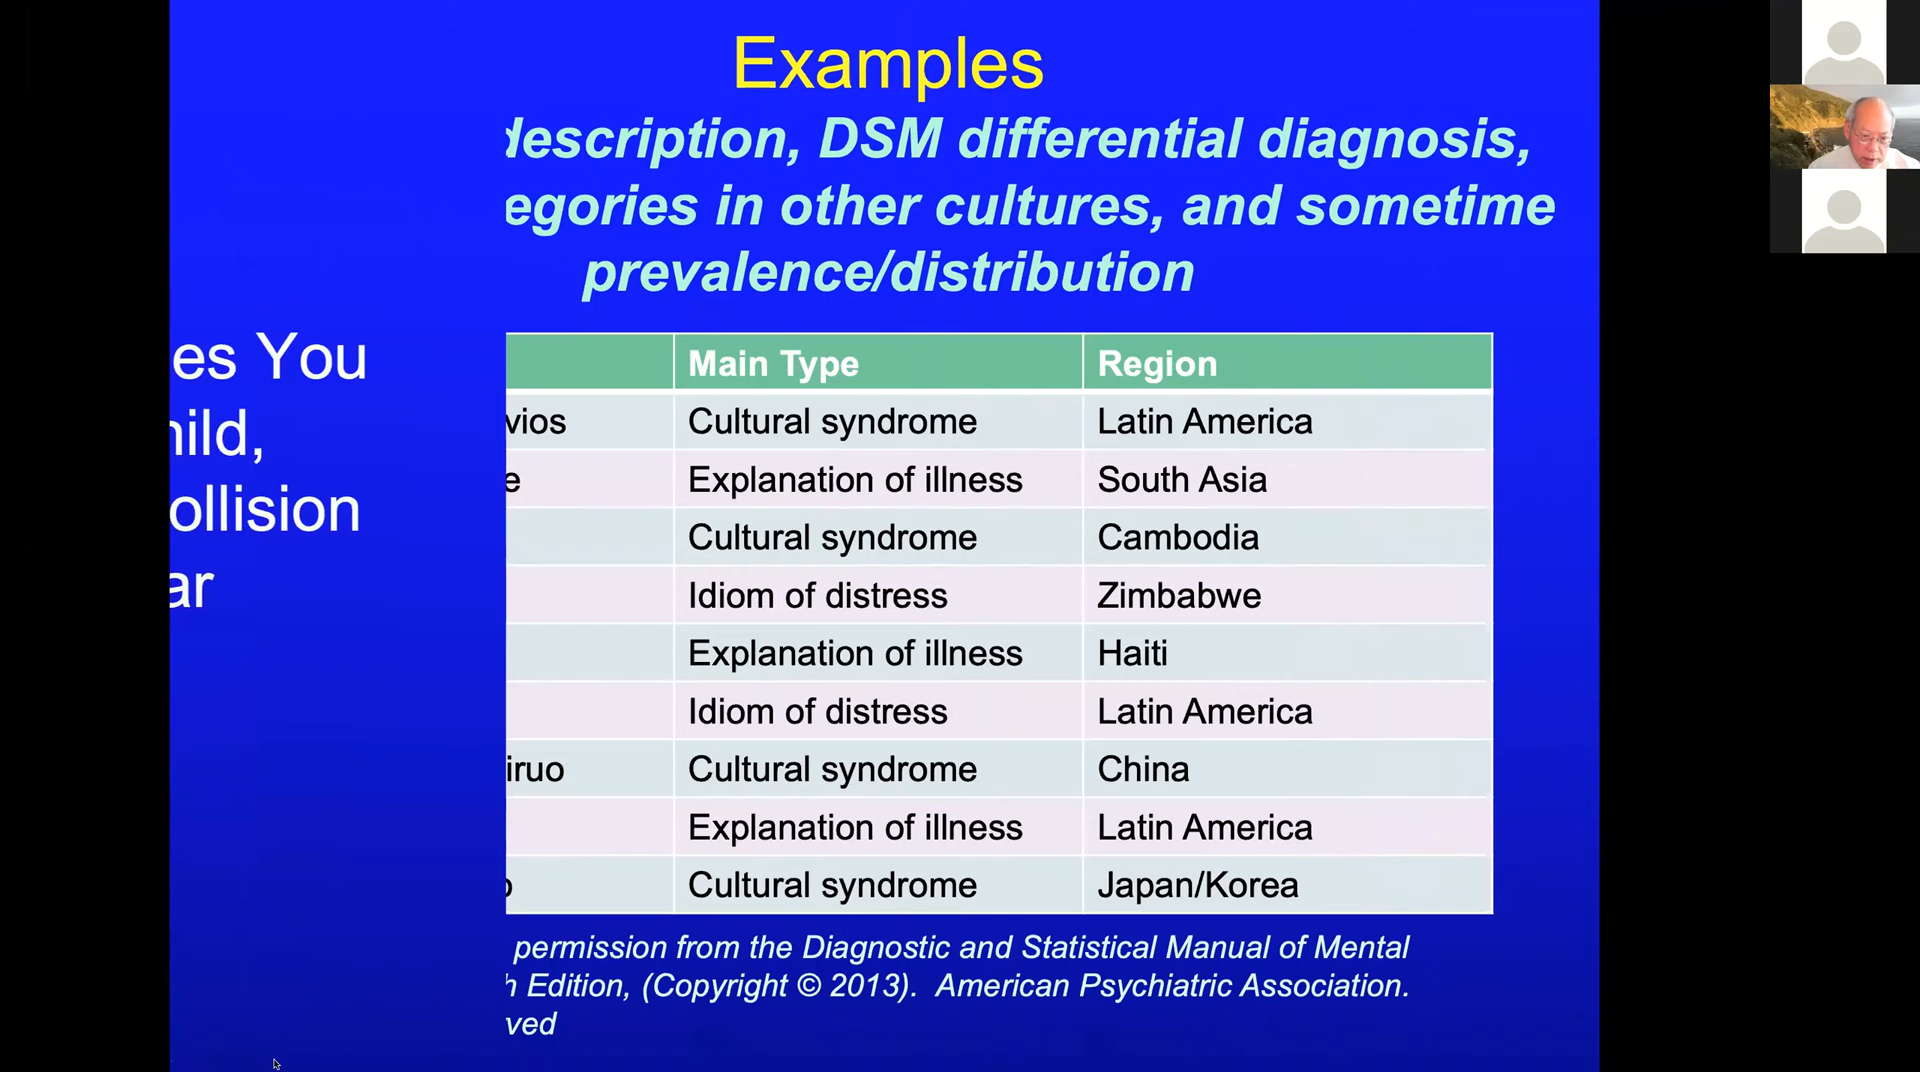 Examples
description, DSM differential diagnosis,
egories in other cultures, and sometime
prevalence/distribution
es You
hild,
ollision
ar
Main Type Region
vios Cultural syndrome Latin America
e Explanation of illness South Asia
Cultural syndrome Cambodia
Idiom of distress Zimbabwe
Explanation of illness Haiti
Idiom of distress Latin America
iruo Cultural syndrome China
Explanation of illness Latin America
o Cultural syndrome Japan/Korea
permission from the Diagnostic and Statistical Manual of Mental
h Edition, (Copyright © 2013). American Psychiatric Association.
ved